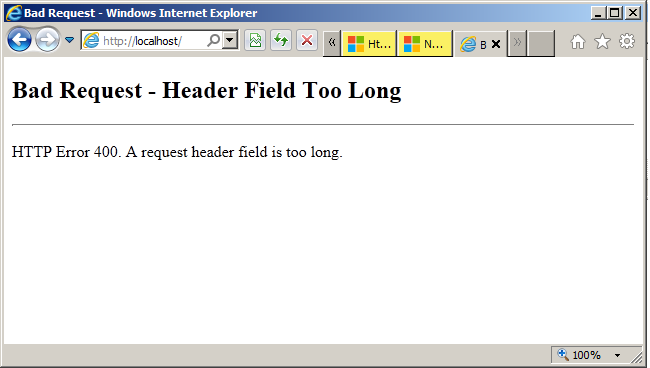 Bad Request - Windows Internet Explorer
http://localhost/
Ht...
N...
B
Bad Request - Header Field Too Long
HTTP Error 400. A request header field is too long.
100%